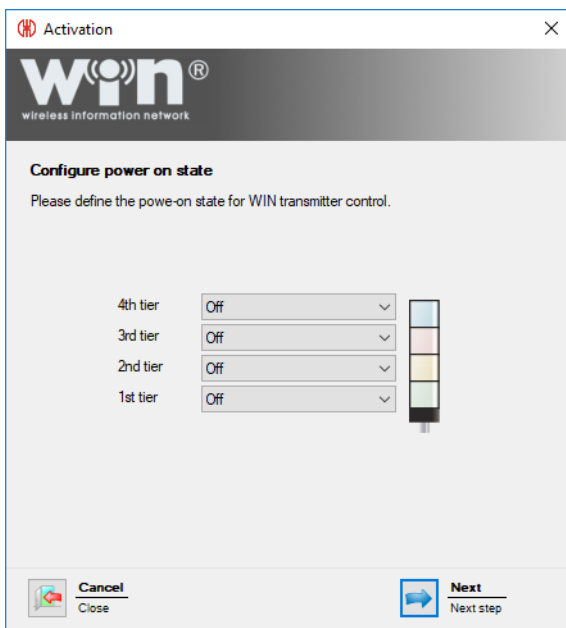 Activation
WIN®
wireless information network
Configure power on state
Please define the powe-on state for WIN transmitter control.
4th tier Off
3rd tier Off
2nd tier Off
1st tier Off
Cancel
Close
Next
Next step